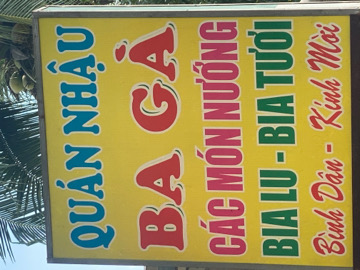 QUÁN NHẬU
BA GÀ
CÁC MÓN NƯỚNG
BIA LU - BIA TƯƠI
Bình Dân - Kính Mời